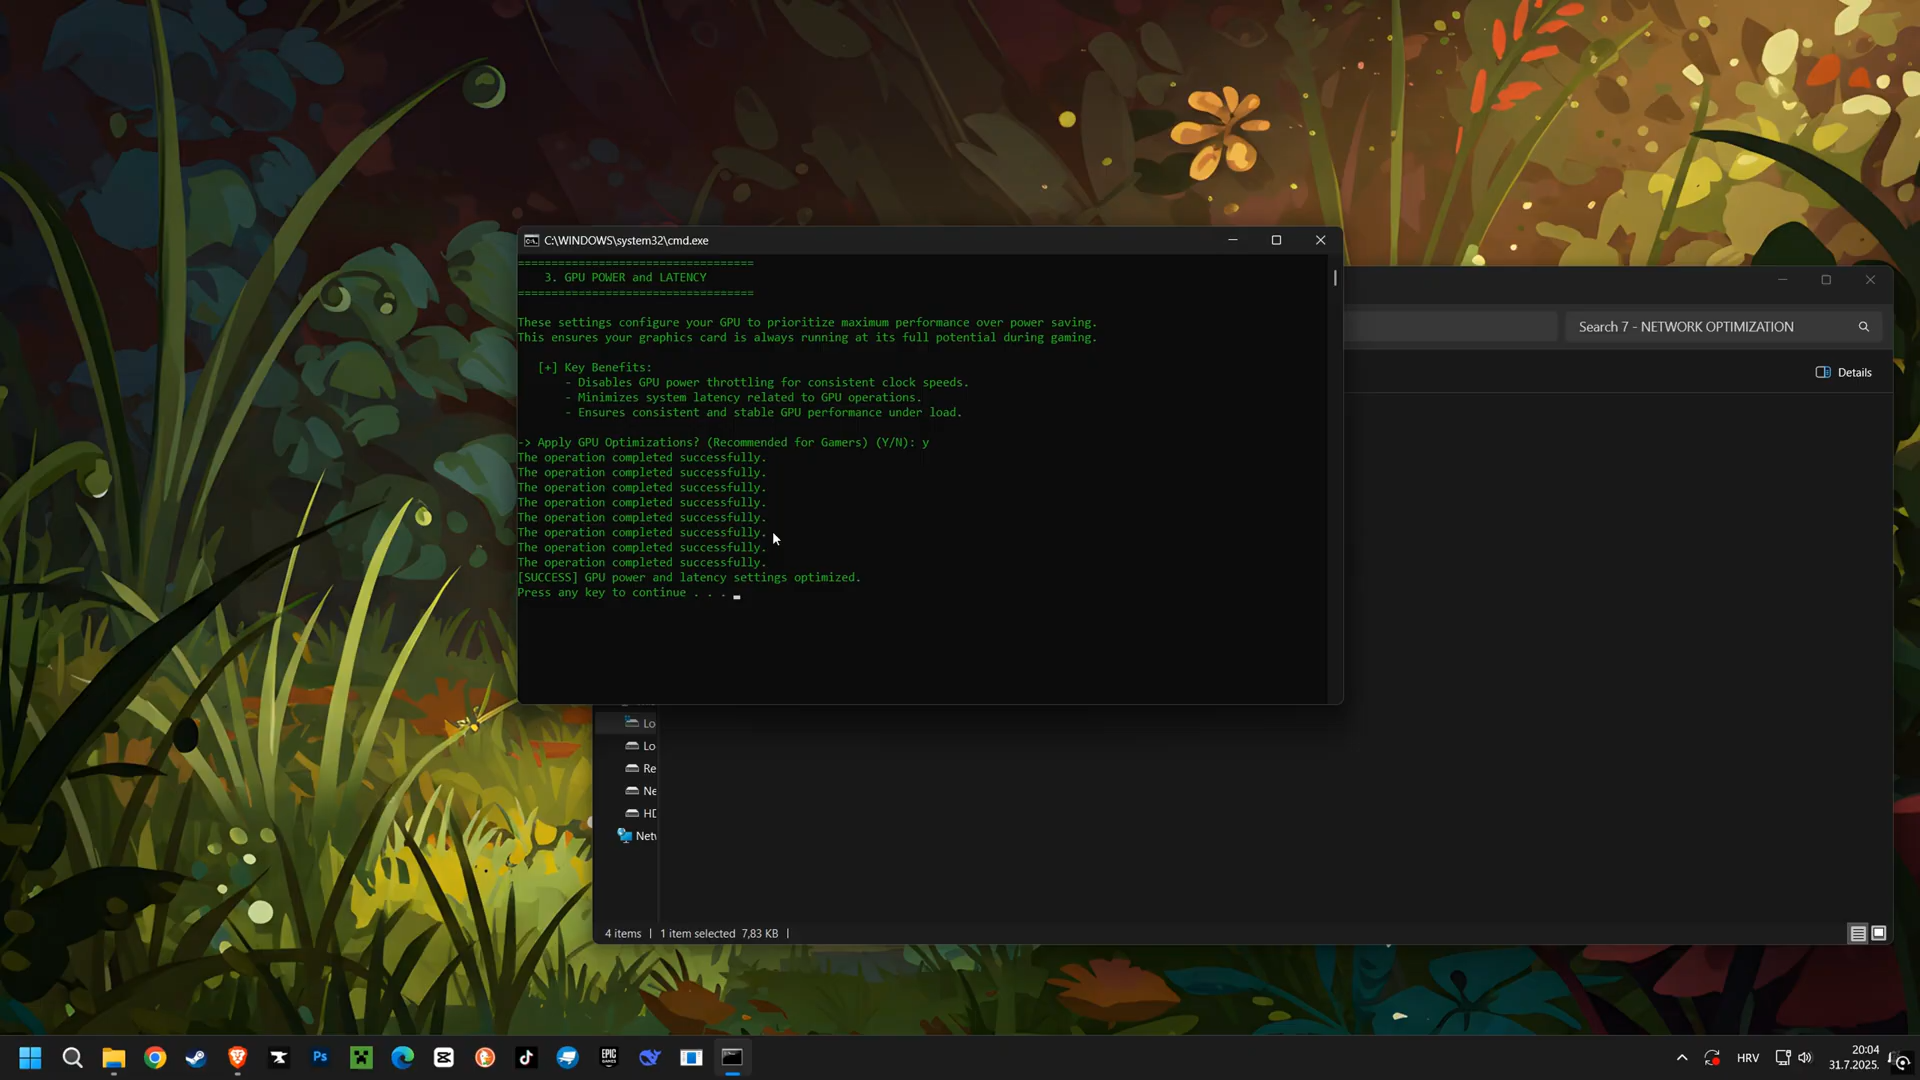 C:\WINDOWS\system32\cmd.exe
===================================
3. GPU POWER and LATENCY
===================================
These settings configure your GPU to prioritize maximum performance over power saving.
This ensures your graphics card is always running at its full potential during gaming.
[+] Key Benefits:
- Disables GPU power throttling for consistent clock speeds.
- Minimizes system latency related to GPU operations.
- Ensures consistent and stable GPU performance under load.
-> Apply GPU Optimizations? (Recommended for Gamers) (Y/N): y
The operation completed successfully.
The operation completed successfully.
The operation completed successfully.
The operation completed successfully.
The operation completed successfully.
The operation completed successfully.
The operation completed successfully.
The operation completed successfully.
[SUCCESS] GPU power and latency settings optimized.
Press any key to continue . . .
Search 7 - NETWORK OPTIMIZATION
Details
Lo
Lo
Re
Ne
HD
Netw
4 items | 1 item selected 7,83 KB |
Ps
EPIC GAMES
HRV
20:04
31.7.2025.